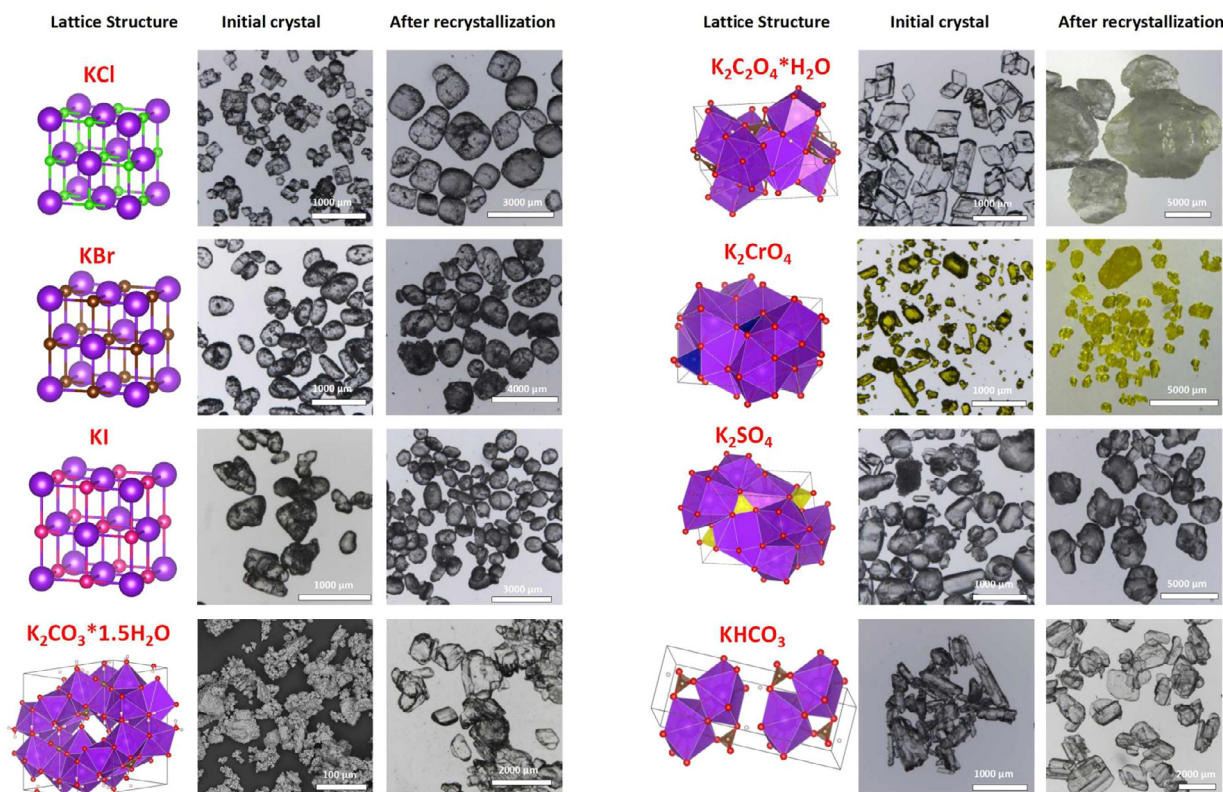 Lattice Structure Initial crystal After recrystallization
Lattice Structure Initial crystal After recrystallization
KCl
1000 µm
3000 µm
K₂C₂O₄*H₂O
1000 µm
5000 µm
KBr
1000 µm
4000 µm
K₂CrO₄
1000 µm
5000 µm
KI
1000 µm
3000 µm
K₂SO₄
1000 µm
5000 µm
K₂CO₃*1.5H₂O
100 µm
2000 µm
KHCO₃
1000 µm
2000 µm